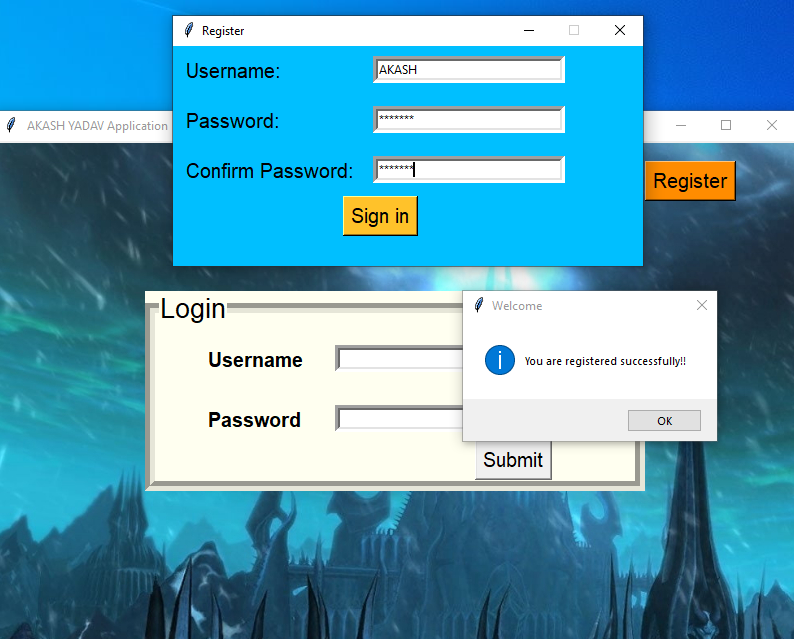 Register
Username:
AKASH
Password:
*******
Confirm Password:
*******
Sign in
AKASH YADAV Application
Register
Login
Username
Password
Submit
Welcome
You are registered successfully!!
OK